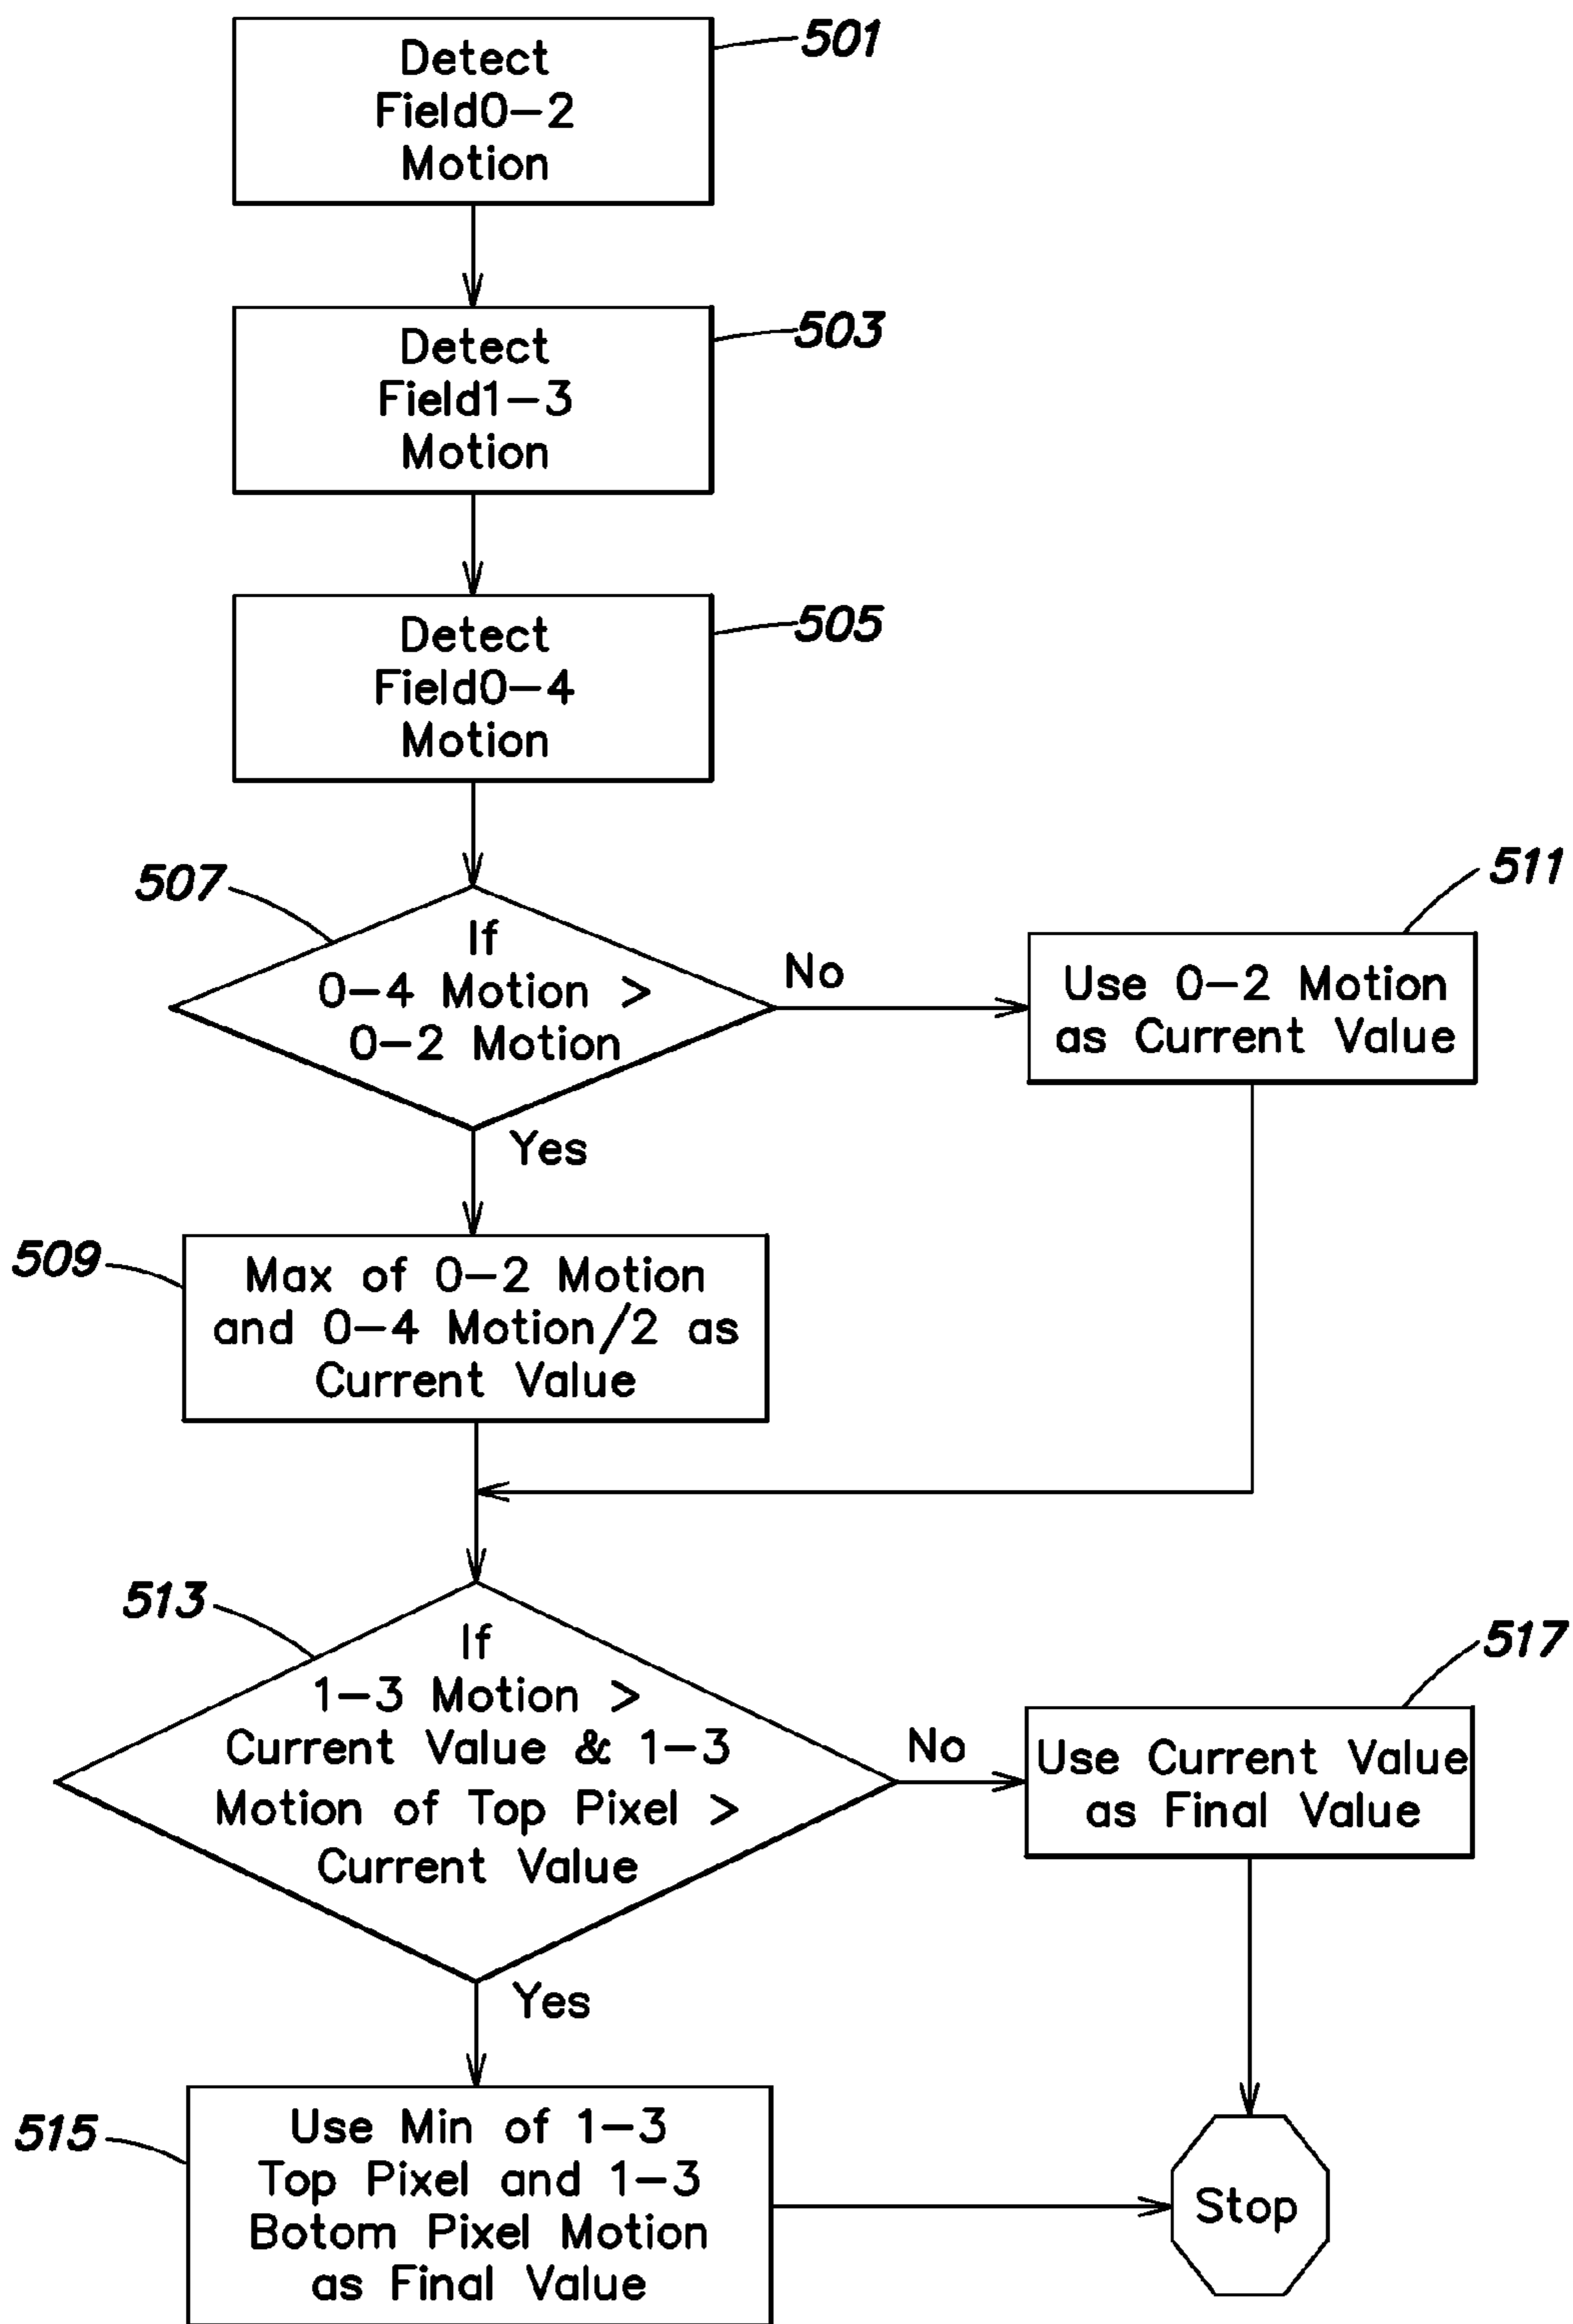 501
Detect
Field0-2
Motion
503
Detect
Field1-3
Motion
505
Detect
Field0-4
Motion
507
If
0-4 Motion >
0-2 Motion
No
Yes
511
Use 0-2 Motion
as Current Value
509
Max of 0-2 Motion
and 0-4 Motion/2 as
Current Value
513
If
1-3 Motion >
Current Value & 1-3
Motion of Top Pixel >
Current Value
No
Yes
517
Use Current Value
as Final Value
515
Use Min of 1-3
Top Pixel and 1-3
Botom Pixel Motion
as Final Value
Stop